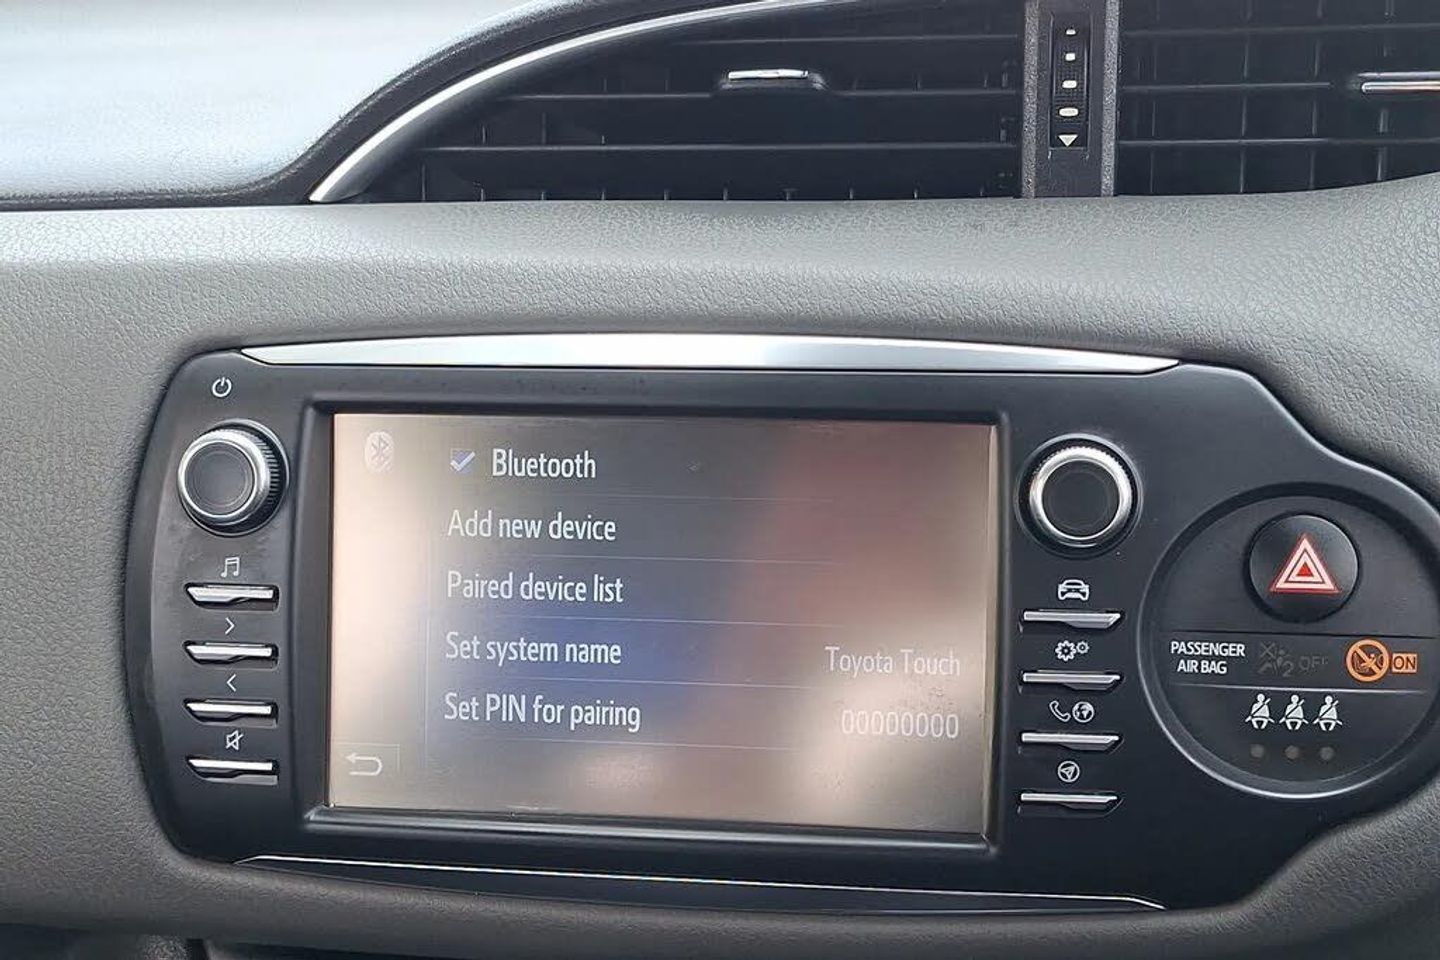 Bluetooth
Add new device
Paired device list
Set system name Toyota Touch
Set PIN for pairing 00000000
PASSENGER
AIR BAG
2 OFF
ON